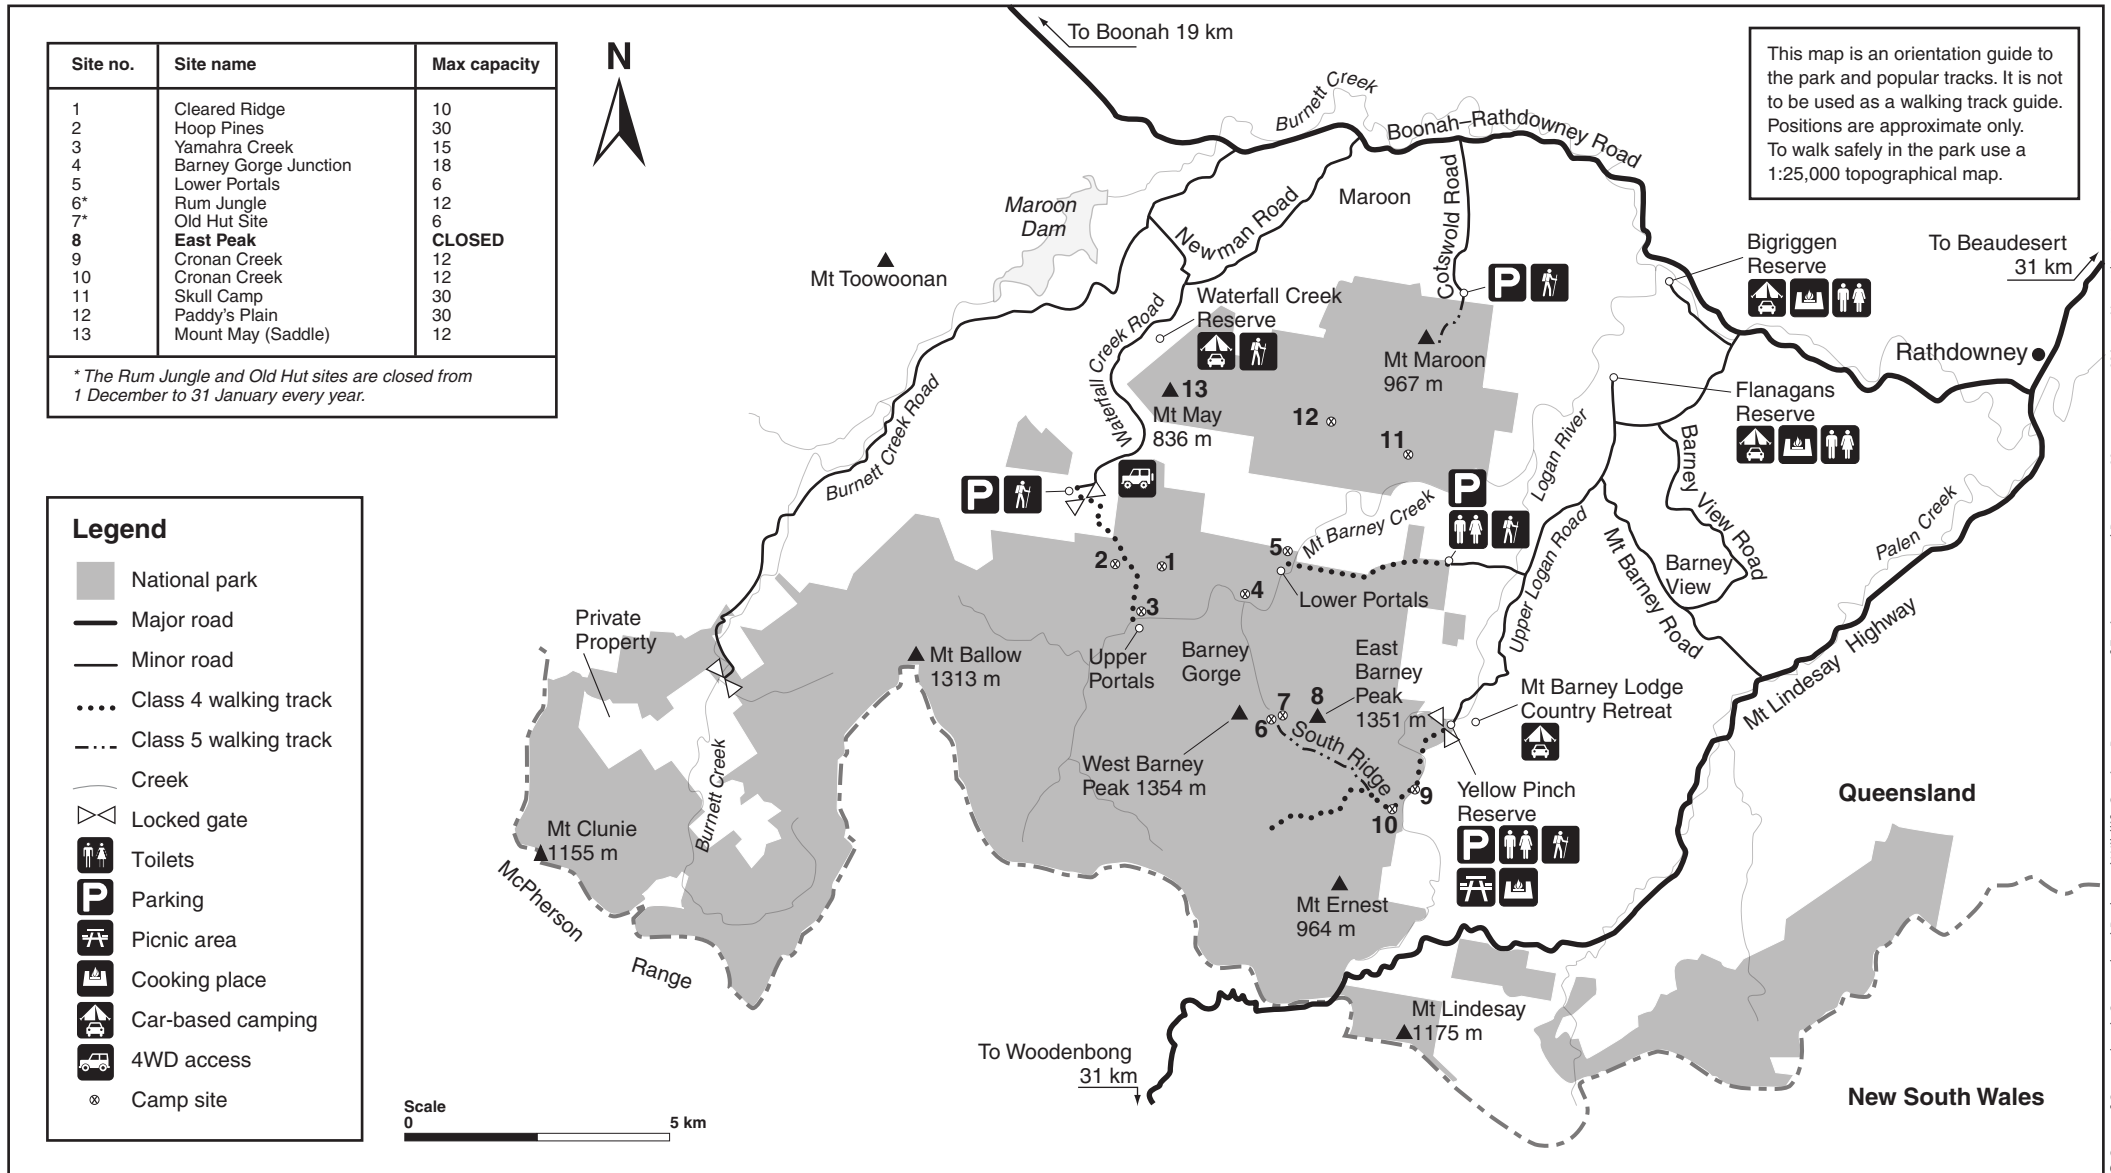 Site no. Site name Max capacity
1 Cleared Ridge 10
2 Hoop Pines 30
3 Yamahra Creek 15
4 Barney Gorge Junction 18
5 Lower Portals 6
6* Rum Jungle 12
7* Old Hut Site 6
8 East Peak CLOSED
9 Cronan Creek 12
10 Cronan Creek 12
11 Skull Camp 30
12 Paddy's Plain 30
13 Mount May (Saddle) 12
* The Rum Jungle and Old Hut sites are closed from
1 December to 31 January every year.
N
To Boonah 19 km
This map is an orientation guide to
the park and popular tracks. It is not
to be used as a walking track guide.
Positions are approximate only.
To walk safely in the park use a
1:25,000 topographical map.
Burnett Creek
Boonah–Rathdowney Road
Maroon
Dam
Maroon
Newman Road
Cotswold Road
Mt Toowoonan
Bigriggen
Reserve
To Beaudesert
31 km
P
Waterfall Creek
Reserve
Waterfall Creek Road
Mt Maroon
967 m
Rathdowney
Flanagans
Reserve
13
Mt May
836 m
12
11
Burnett Creek Road
Logan River
Barney View Road
P
P
Mt Barney Creek
Upper Logan Road
Mt Barney Road
Barney
View
Palen Creek
Mt Lindesay Highway
2
1
5
4
3
Lower Portals
Upper
Portals
Barney
Gorge
East
Barney
Peak
1351 m
Private
Property
Mt Ballow
1313 m
7
8
6
South Ridge
West Barney
Peak 1354 m
9
10
Mt Barney Lodge
Country Retreat
Yellow Pinch
Reserve
P
Queensland
Burnett Creek
Mt Clunie
1155 m
McPherson
Range
Mt Ernest
964 m
Mt Lindesay
1175 m
To Woodenbong
31 km
New South Wales
Legend
National park
Major road
Minor road
Class 4 walking track
Class 5 walking track
Creek
Locked gate
Toilets
P Parking
Picnic area
Cooking place
Car-based camping
4WD access
Camp site
Scale
0 5 km